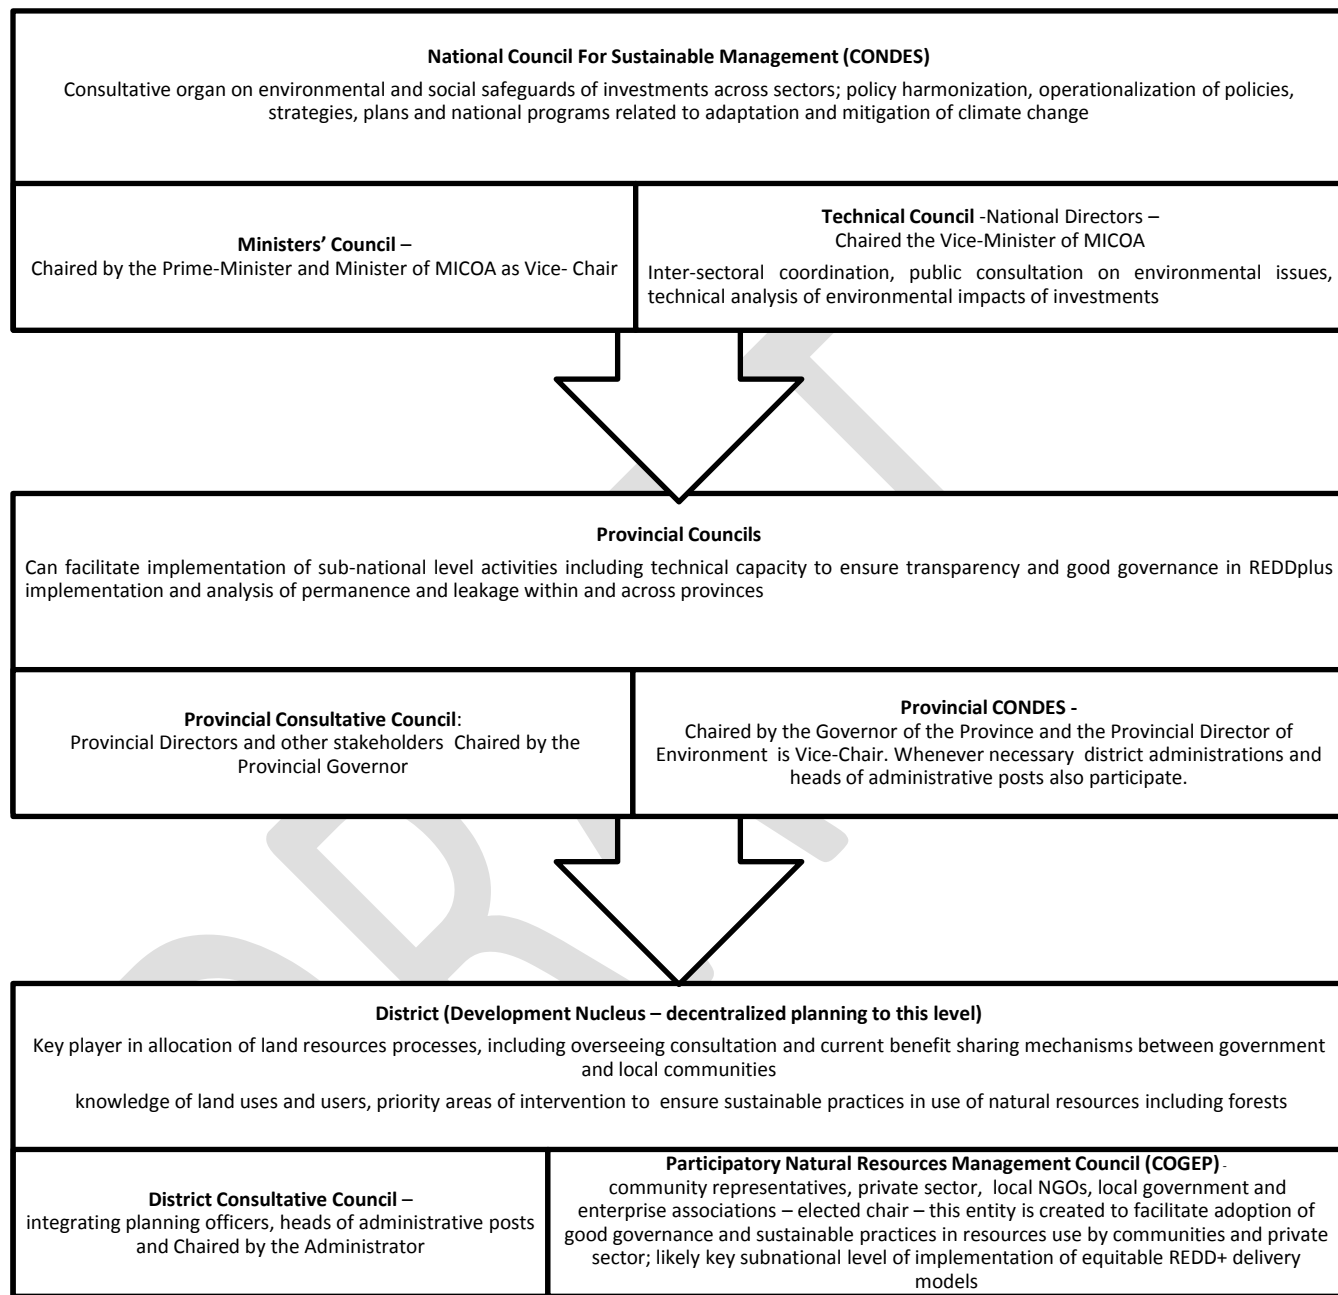 National Council For Sustainable Management (CONDES)
Consultative organ on environmental and social safeguards of investments across sectors; policy harmonization, operationalization of policies,
strategies, plans and national programs related to adaptation and mitigation of climate change
Ministers’ Council –
Chaired by the Prime-Minister and Minister of MICOA as Vice- Chair
Technical Council -National Directors –
Chaired the Vice-Minister of MICOA
Inter-sectoral coordination, public consultation on environmental issues,
technical analysis of environmental impacts of investments
Provincial Councils
Can facilitate implementation of sub-national level activities including technical capacity to ensure transparency and good governance in REDDplus
implementation and analysis of permanence and leakage within and across provinces
Provincial Consultative Council:
Provincial Directors and other stakeholders Chaired by the
Provincial Governor
Provincial CONDES -
Chaired by the Governor of the Province and the Provincial Director of
Environment is Vice-Chair. Whenever necessary district administrations and
heads of administrative posts also participate.
District (Development Nucleus – decentralized planning to this level)
Key player in allocation of land resources processes, including overseeing consultation and current benefit sharing mechanisms between government
and local communities
knowledge of land uses and users, priority areas of intervention to ensure sustainable practices in use of natural resources including forests
District Consultative Council –
integrating planning officers, heads of administrative posts
and Chaired by the Administrator
Participatory Natural Resources Management Council (COGEP) -
community representatives, private sector, local NGOs, local government and
enterprise associations – elected chair – this entity is created to facilitate adoption of
good governance and sustainable practices in resources use by communities and private
sector; likely key subnational level of implementation of equitable REDD+ delivery
models
DRAFT